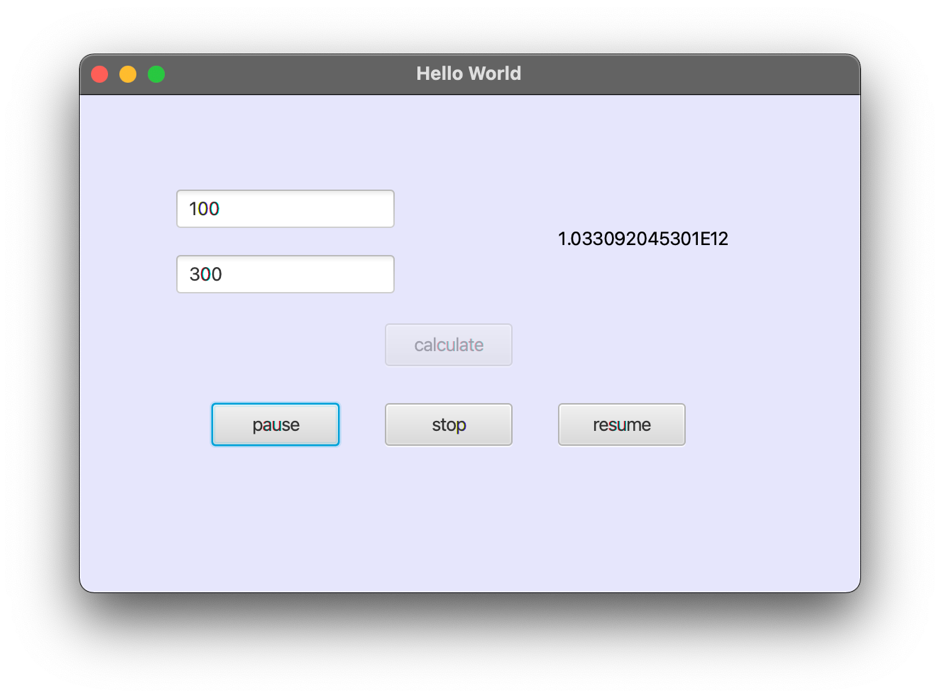 Hello World
100
1.033092045301E12
300
calculate
pause
stop
resume